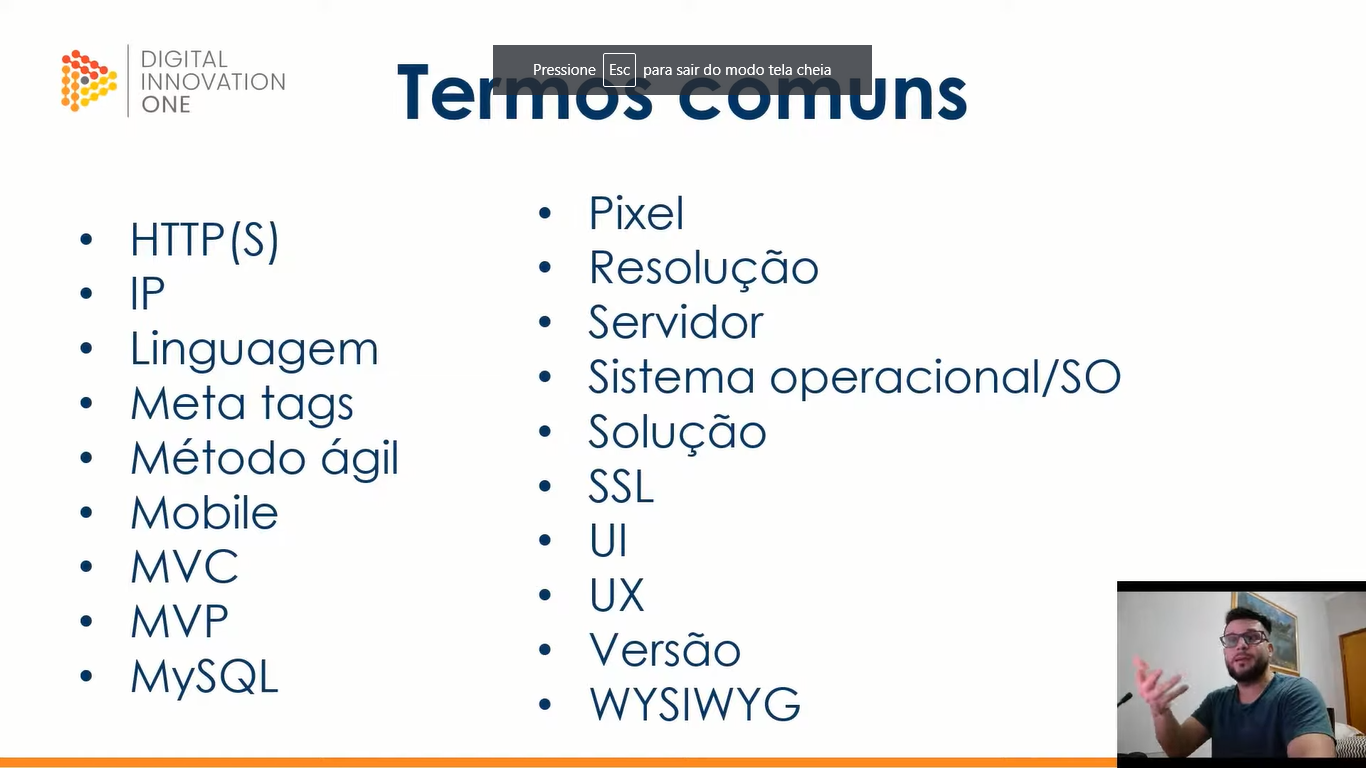 DIGITAL
INNOVATION
ONE
Pressione Esc para sair do modo tela cheia
Termos comuns
• HTTP(S)
• IP
• Linguagem
• Meta tags
• Método ágil
• Mobile
• MVC
• MVP
• MySQL
• Pixel
• Resolução
• Servidor
• Sistema operacional/SO
• Solução
• SSL
• UI
• UX
• Versão
• WYSIWYG